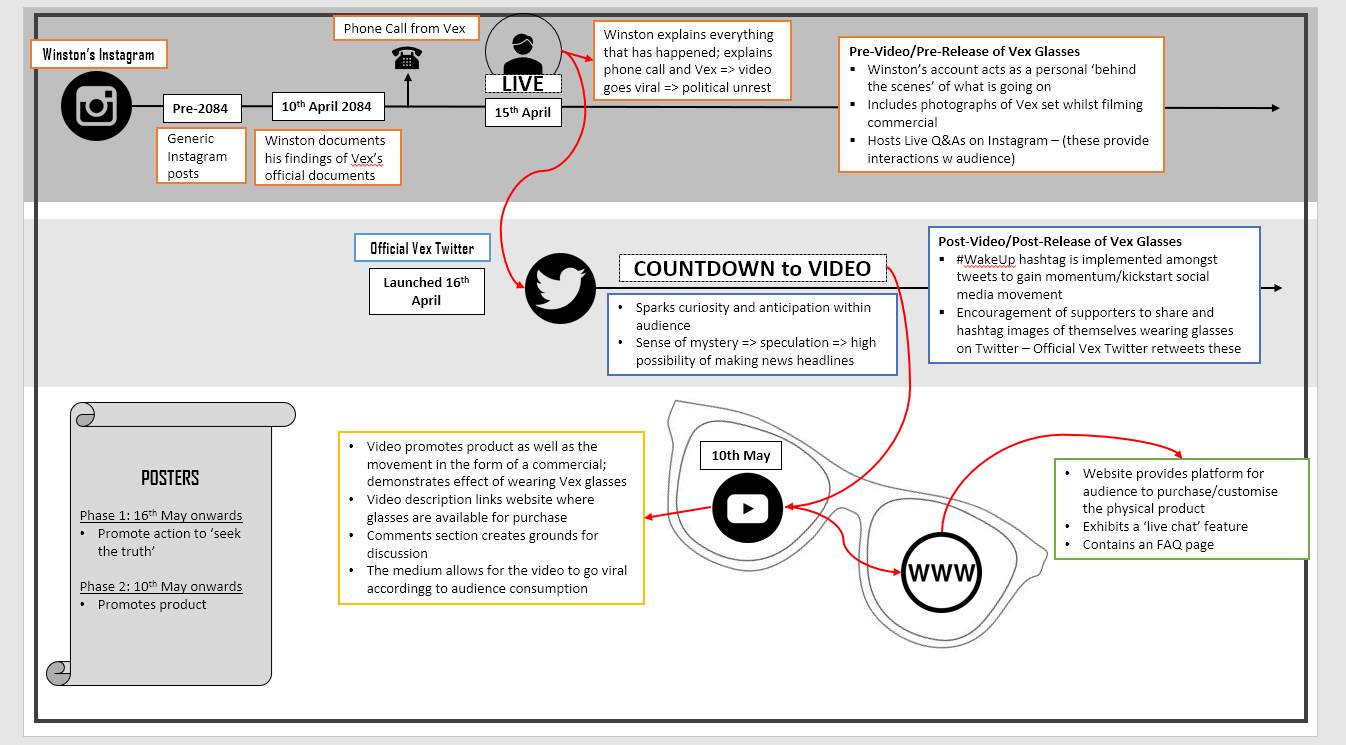 Winston's Instagram
Pre-2084
Generic
Instagram
posts
10th April 2084
Winston documents
his findings of Vex's
official documents
Phone Call from Vex
LIVE
15th April
Winston explains everything
that has happened; explains
phone call and Vex => video
goes viral => political unrest
Pre-Video/Pre-Release of Vex Glasses
▪ Winston's account acts as a personal 'behind
the scenes' of what is going on
▪ Includes photographs of Vex set whilst filming
commercial
▪ Hosts Live Q&As on Instagram – (these provide
interactions w audience)
Official Vex Twitter
Launched 16th
April
COUNTDOWN to VIDEO
• Sparks curiosity and anticipation within
audience
• Sense of mystery => speculation => high
possibility of making news headlines
Post-Video/Post-Release of Vex Glasses
▪ #WakeUp hashtag is implemented amongst
tweets to gain momentum/kickstart social
media movement
▪ Encouragement of supporters to share and
hashtag images of themselves wearing glasses
on Twitter – Official Vex Twitter retweets these
POSTERS
Phase 1: 16th May onwards
• Promote action to 'seek
the truth'
Phase 2: 10th May onwards
• Promotes product
• Video promotes product as well as the
movement in the form of a commercial;
demonstrates effect of wearing Vex glasses
• Video description links website where
glasses are available for purchase
• Comments section creates grounds for
discussion
• The medium allows for the video to go viral
accordingg to audience consumption
10th May
WWW
• Website provides platform for
audience to purchase/customise
the physical product
• Exhibits a 'live chat' feature
• Contains an FAQ page